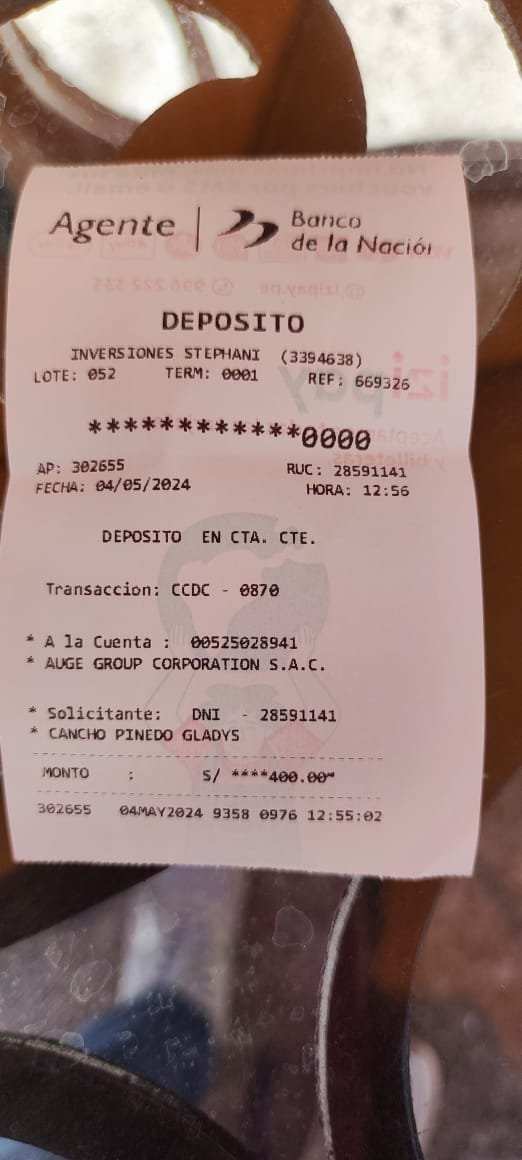 Agente | Banco
de la Nación
DEPOSITO
INVERSIONES STEPHANI (3394638)
LOTE: 052 TERM: 0001 REF: 669326
************0000
AP: 302655 RUC: 28591141
FECHA: 04/05/2024 HORA: 12:56
DEPOSITO EN CTA. CTE.
Transaccion: CCDC - 0870
* A la Cuenta : 00525028941
* AUGE GROUP CORPORATION S.A.C.
* Solicitante: DNI - 28591141
* CANCHO PINEDO GLADYS
MONTO : S/ ****400.00
302655 04MAY2024 9358 0976 12:55:02
izipay